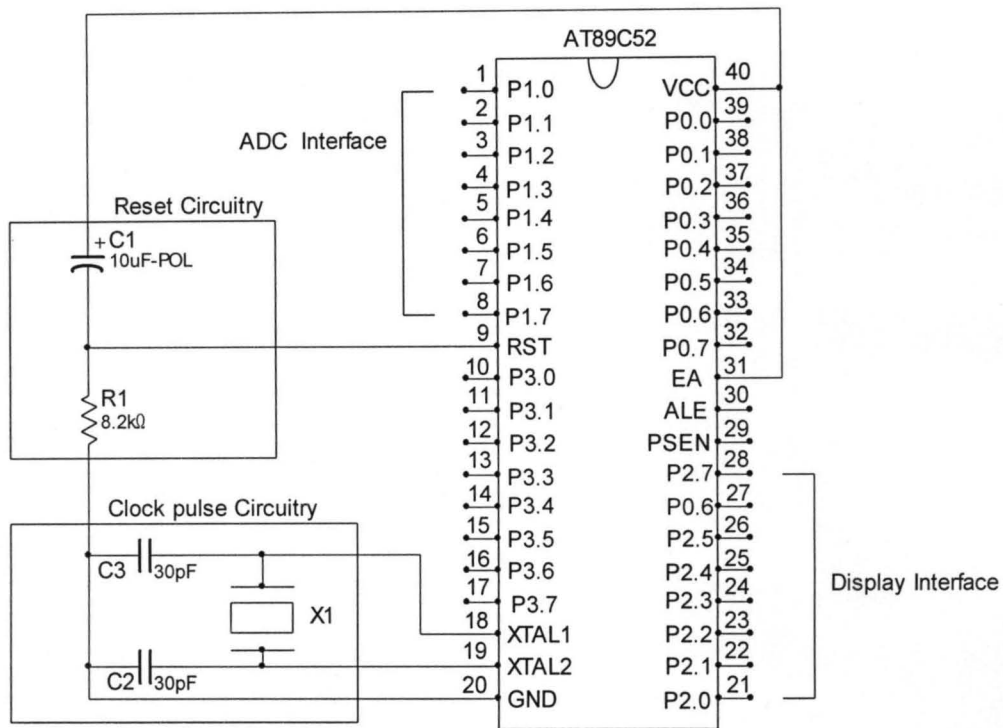 AT89C52
1 P1.0 VCC 40
2 P1.1 P0.0 39
3 P1.2 P0.1 38
4 P1.3 P0.2 37
5 P1.4 P0.3 36
6 P1.5 P0.4 35
7 P1.6 P0.5 34
8 P1.7 P0.6 33
9 RST P0.7 32
10 P3.0 EA 31
11 P3.1 ALE 30
12 P3.2 PSEN 29
13 P3.3 P2.7 28
14 P3.4 P0.6 27
15 P3.5 P2.5 26
16 P3.6 P2.4 25
17 P3.7 P2.3 24
18 XTAL1 P2.2 23
19 XTAL2 P2.1 22
20 GND P2.0 21
ADC Interface
Reset Circuitry
+C1
10uF-POL
R1
8.2kΩ
Clock pulse Circuitry
C3 30pF
X1
C2 30pF
Display Interface